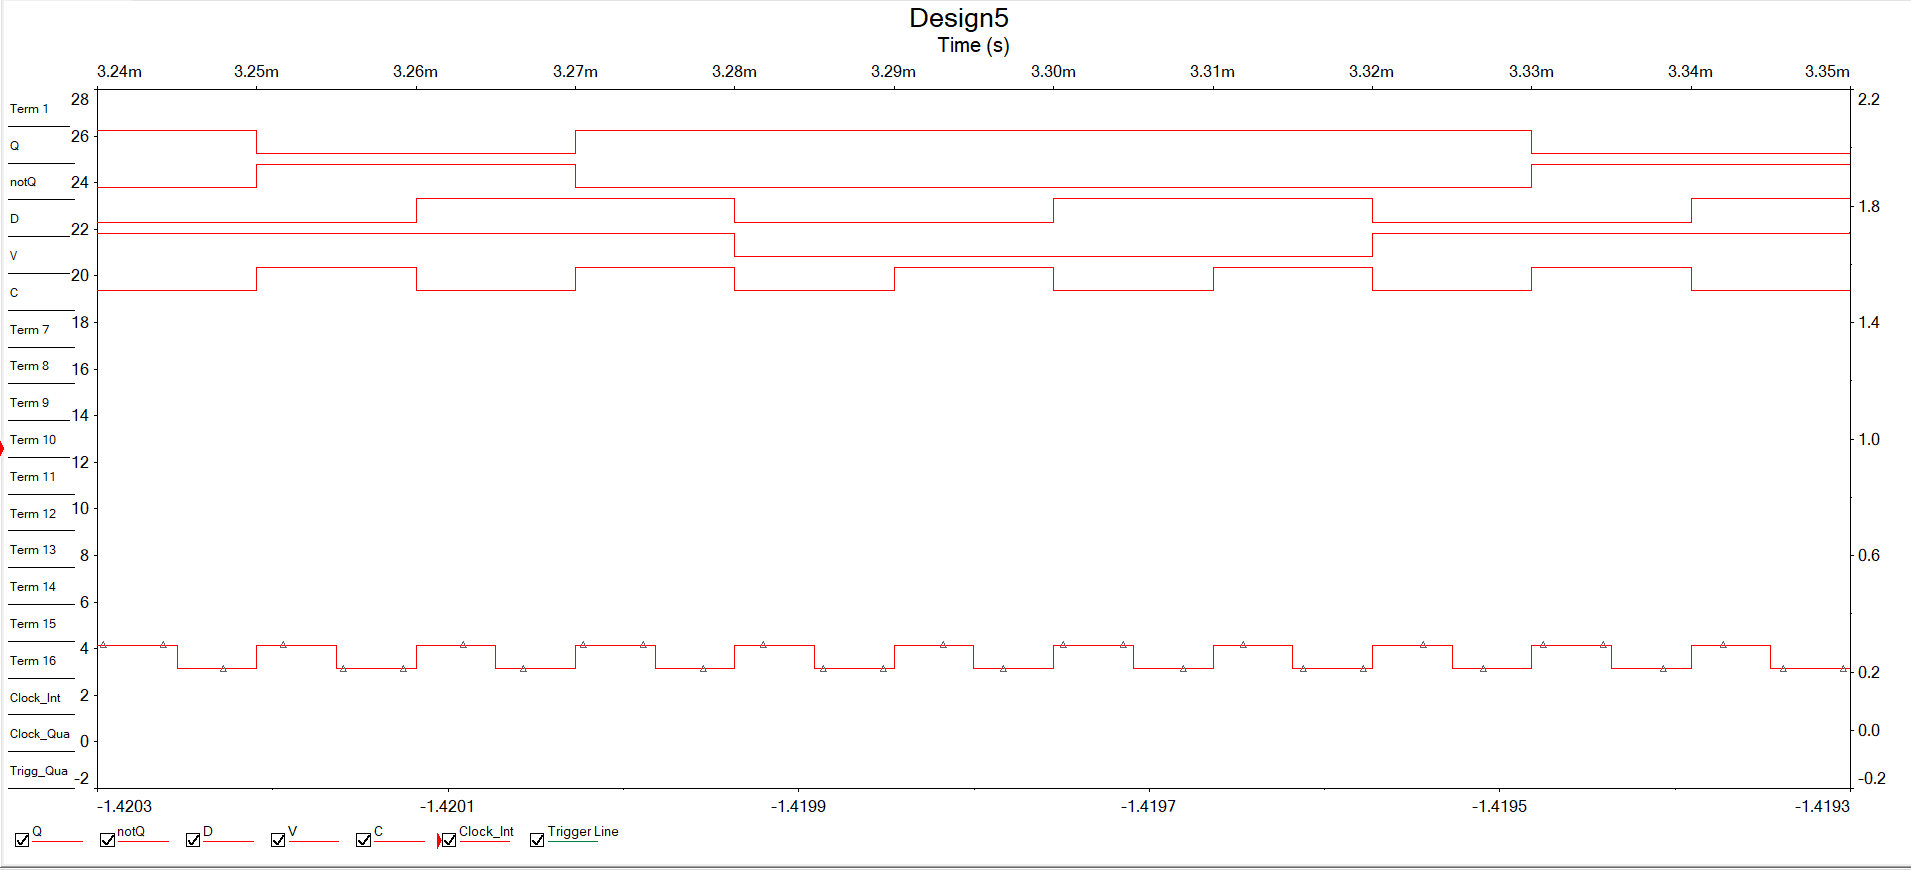 Design5
Time (s)
3.24m 3.25m 3.26m 3.27m 3.28m 3.29m 3.30m 3.31m 3.32m 3.33m 3.34m 3.35m
28 2.2
Term 1
26
Q
24
notQ
1.8
D
22
V
20
C
18 1.4
Term 7
Term 8
16
Term 9
14
Term 10
1.0
12
Term 11
10
Term 12
Term 13
8 0.6
Term 14
6
Term 15
4
Term 16
0.2
2
Clock_Int
Clock_Qua
0 0.0
Trigg_Qua
-2 -0.2
-1.4203 -1.4201 -1.4199 -1.4197 -1.4195 -1.4193
Q notQ D V C Clock_Int Trigger Line